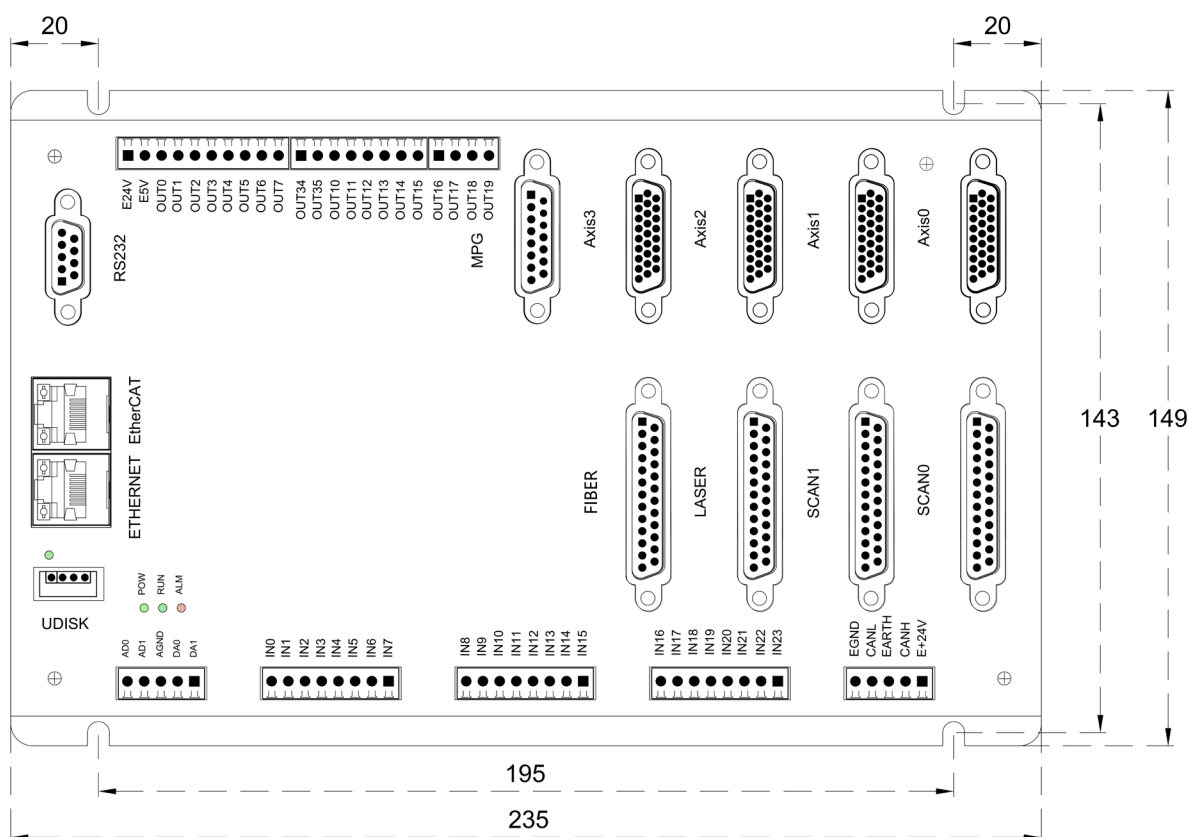 20
20
E24V
E5V
OUT0
OUT1
OUT2
OUT3
OUT4
OUT5
OUT6
OUT7
OUT34
OUT35
OUT10
OUT11
OUT12
OUT13
OUT14
OUT15
OUT16
OUT17
OUT18
OUT19
RS232
MPG
Axis3
Axis2
Axis1
Axis0
EtherCAT
ETHERNET
143
149
FIBER
LASER
SCAN1
SCAN0
POW
RUN
ALM
UDISK
AD0
AD1
AGND
DA0
DA1
IN0
IN1
IN2
IN3
IN4
IN5
IN6
IN7
IN8
IN9
IN10
IN11
IN12
IN13
IN14
IN15
IN16
IN17
IN18
IN19
IN20
IN21
IN22
IN23
EGND
CANL
EARTH
CANH
E+24V
195
235